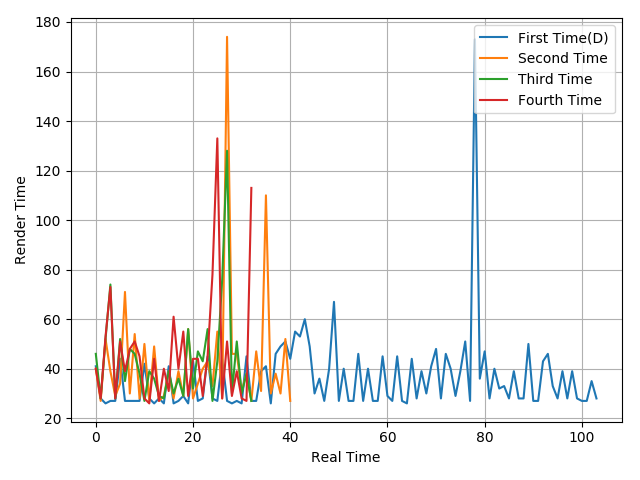 180
160
140
120
100
80
60
40
20
0
20
40
60
80
100
Render Time
Real Time
First Time(D)
Second Time
Third Time
Fourth Time